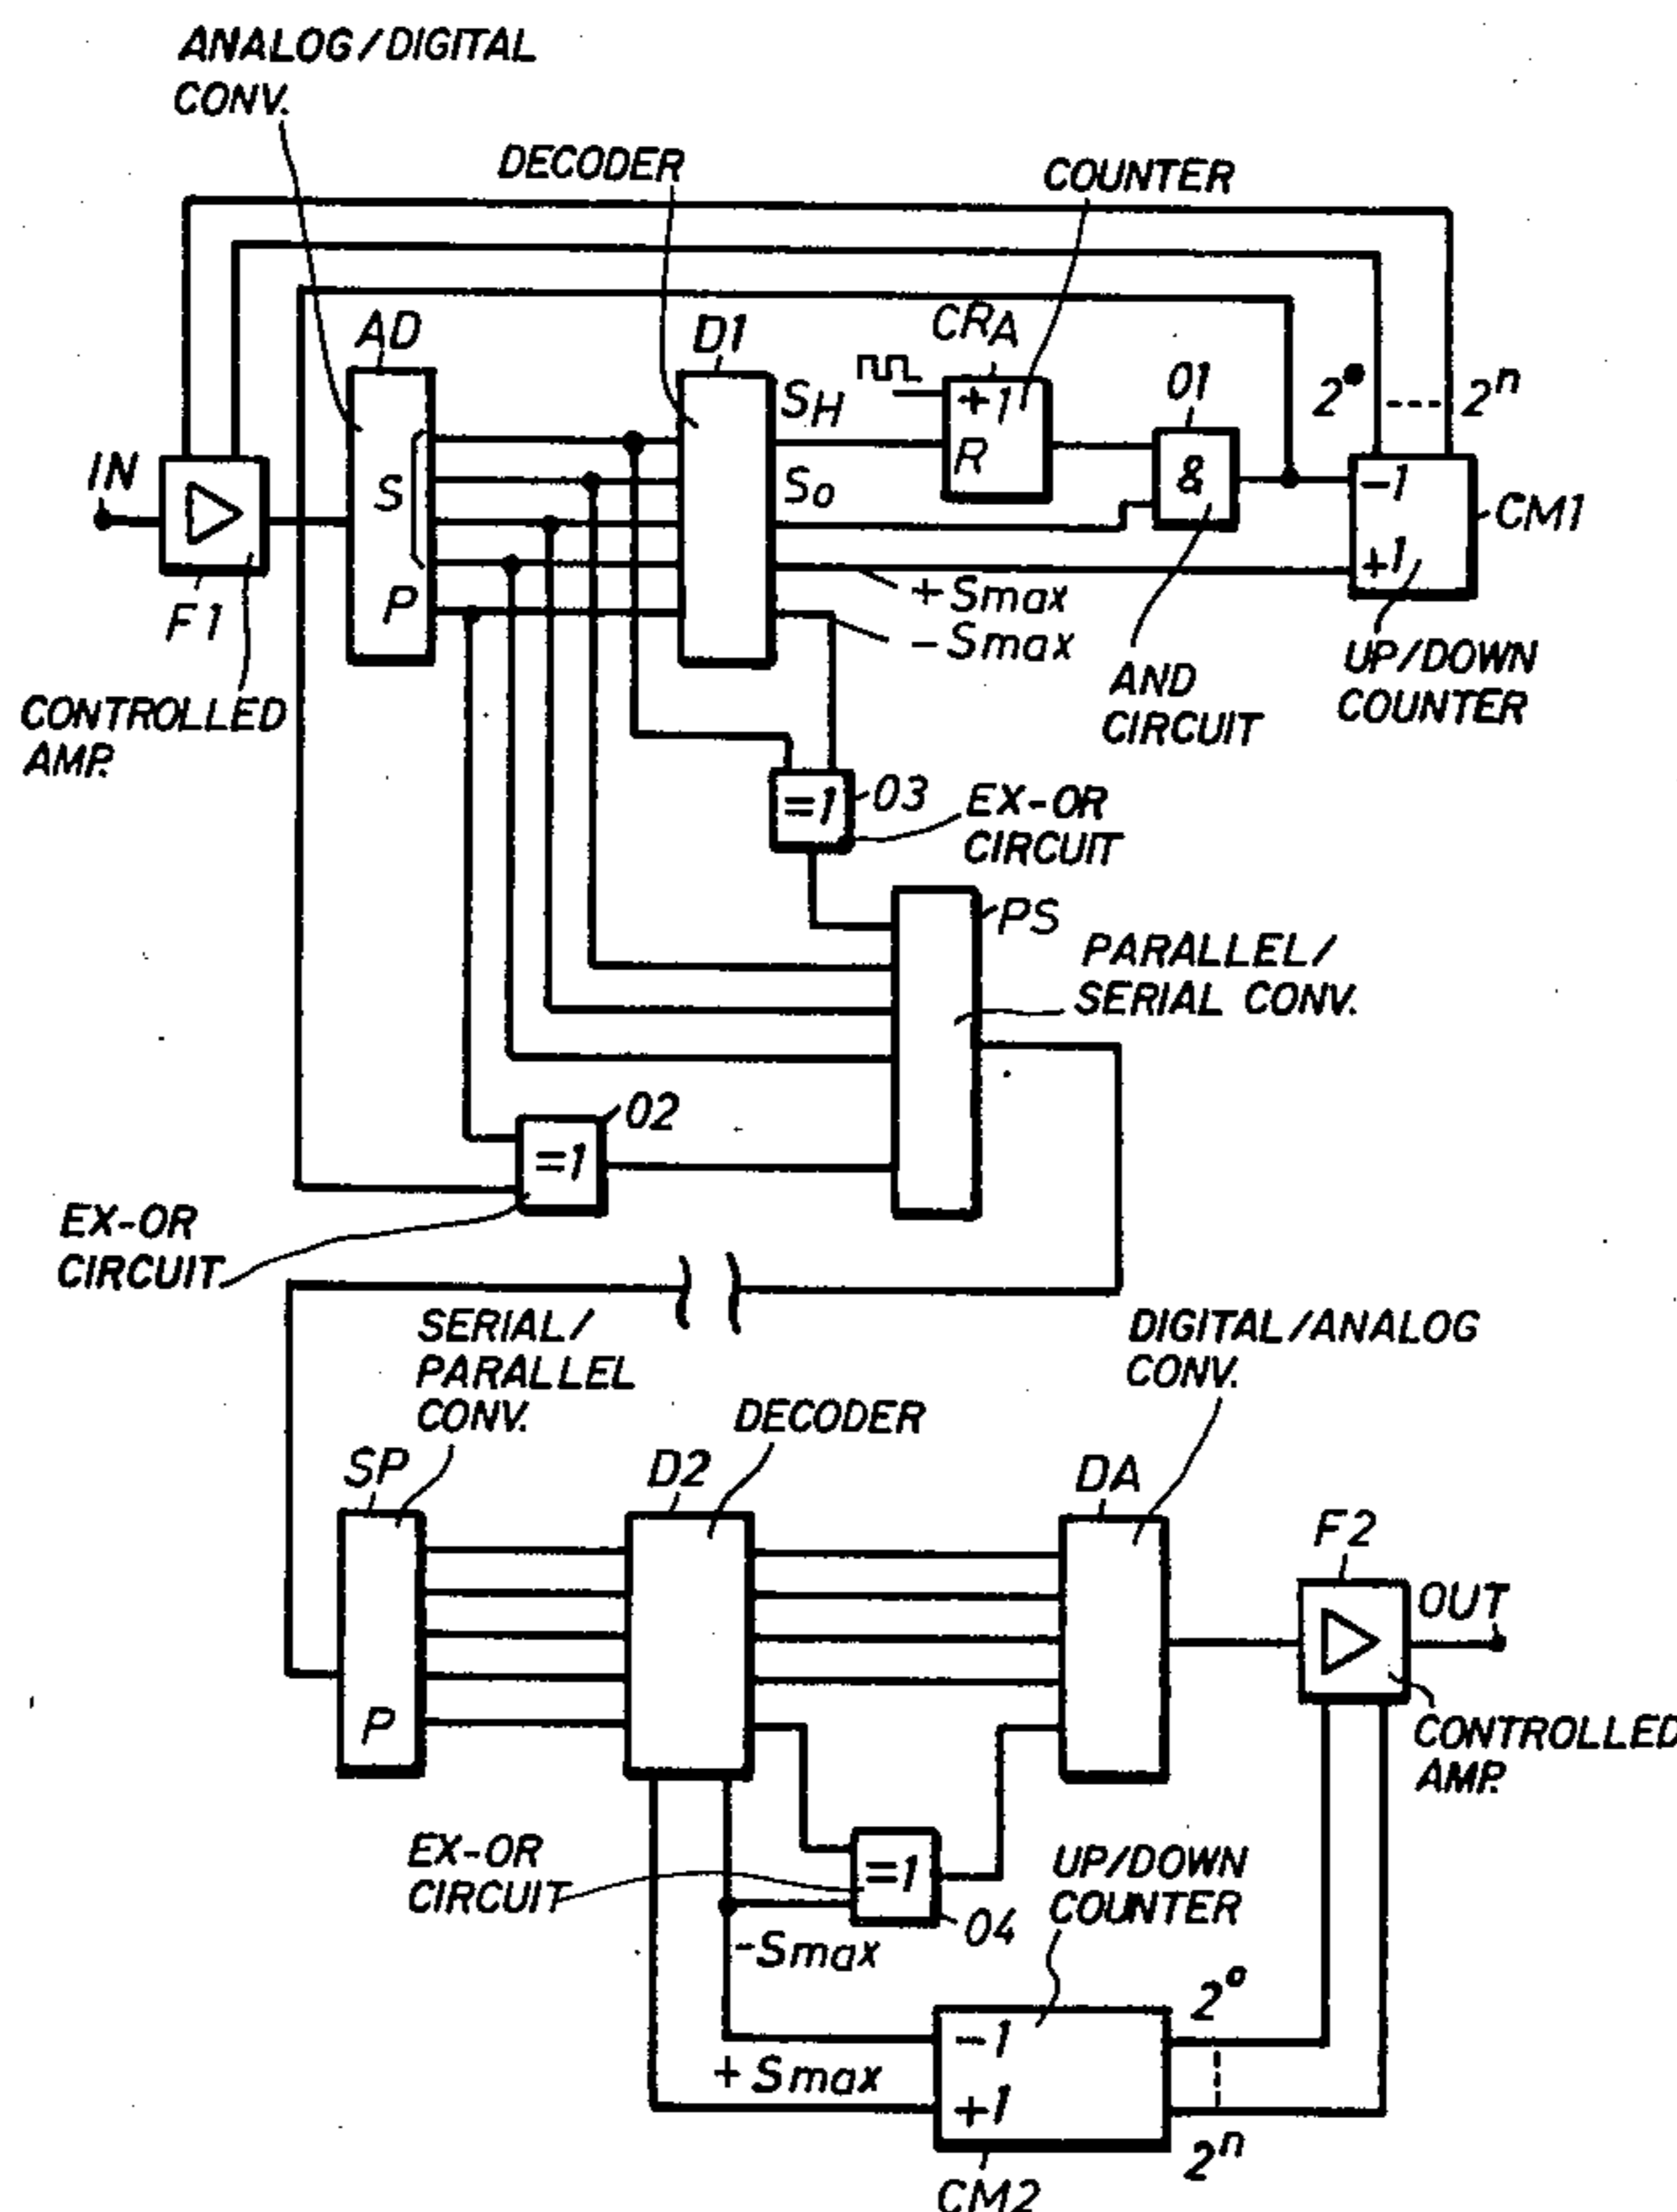 ANALOG/DIGITAL
CONV.
DECODER
COUNTER
AD
D1
CRA
+1
R
SH
So
01
&
2•
2n
IN
S
P
F1
-1
+1
CM1
+Smax
-Smax
CONTROLLED
AMP.
AND
CIRCUIT
UP/DOWN
COUNTER
=1
03
EX-OR
CIRCUIT
PS
PARALLEL/
SERIAL CONV.
02
=1
EX-OR
CIRCUIT
SERIAL/
PARALLEL
CONV.
DIGITAL/ANALOG
CONV.
DECODER
SP
D2
DA
F2
OUT
P
CONTROLLED
AMP.
EX-OR
CIRCUIT
=1
04
UP/DOWN
COUNTER
-Smax
+Smax
-1
+1
2o
2n
CM2